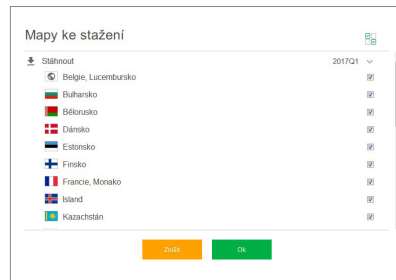 Mapy ke stažení
Stáhnout 2017Q1
Belgie, Lucembursko
Bulharsko
Bělorusko
Dánsko
Estonsko
Finsko
Francie, Monako
Island
Kazachstán
Zrušit Ok